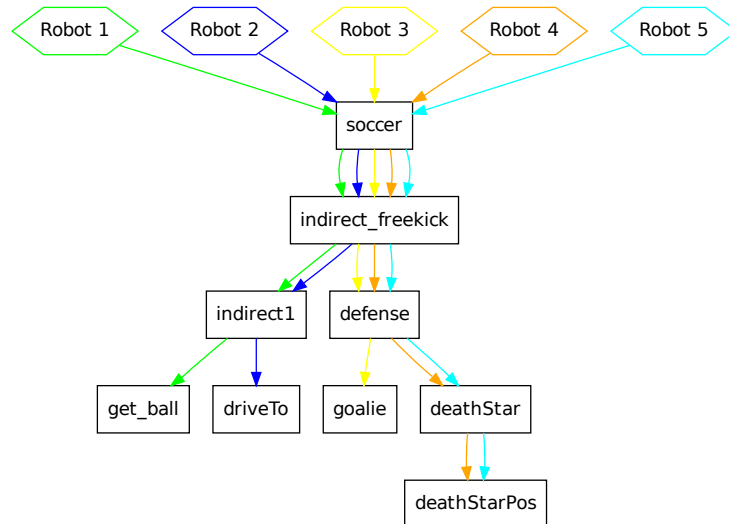 Robot 1
Robot 2
Robot 3
Robot 4
Robot 5
soccer
indirect_freekick
indirect1
defense
get_ball
driveTo
goalie
deathStar
deathStarPos